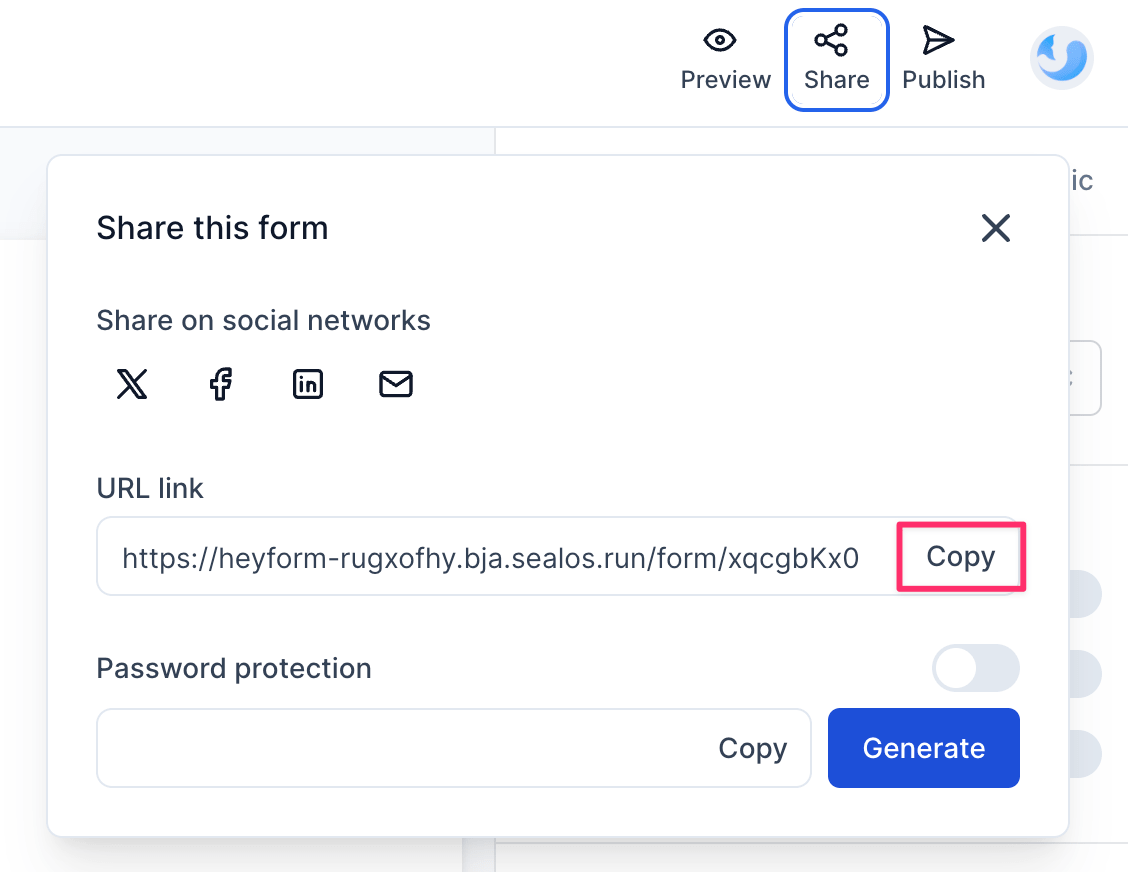 Preview
Share
Publish
ic
Share this form
Share on social networks
URL link
https://heyform-rugxofhy.bja.sealos.run/form/xqcgbKx0
Copy
Password protection
Copy
Generate